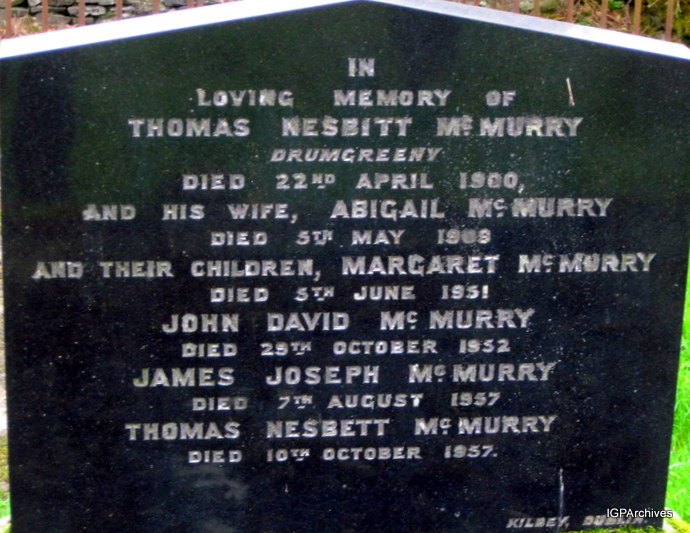 IN
LOVING MEMORY OF
THOMAS NESBITT McMURRY
DRUMGREENY
DIED 22ND APRIL 1900,
AND HIS WIFE, ABIGAIL McMURRY
DIED 5TH MAY 1909
AND THEIR CHILDREN, MARGARET McMURRY
DIED 5TH JUNE 1951
JOHN DAVID McMURRY
DIED 29TH OCTOBER 1952
JAMES JOSEPH McMURRY
DIED 7TH AUGUST 1957
THOMAS NESBETT McMURRY
DIED 10TH OCTOBER 1957.
KILBEY, DUBLIN.
IGPArchives